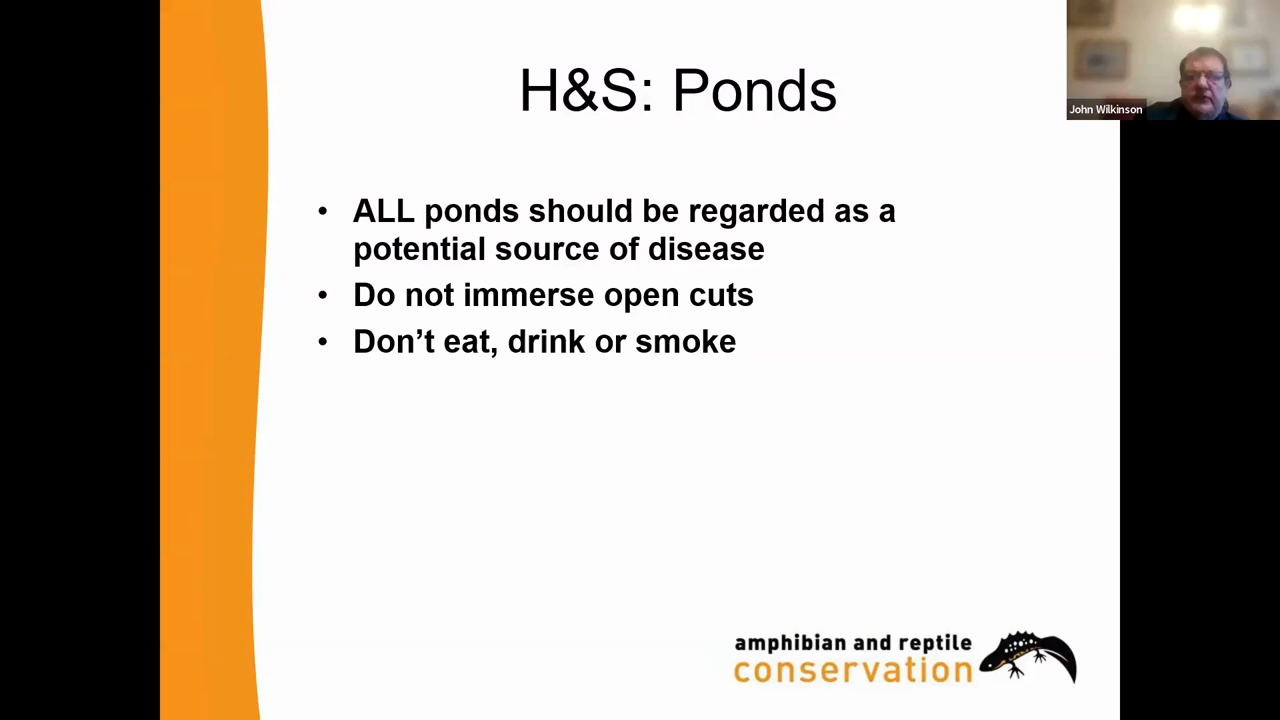 H&S: Ponds
John Wilkinson
• ALL ponds should be regarded as a
potential source of disease
• Do not immerse open cuts
• Don’t eat, drink or smoke
amphibian and reptile
conservation